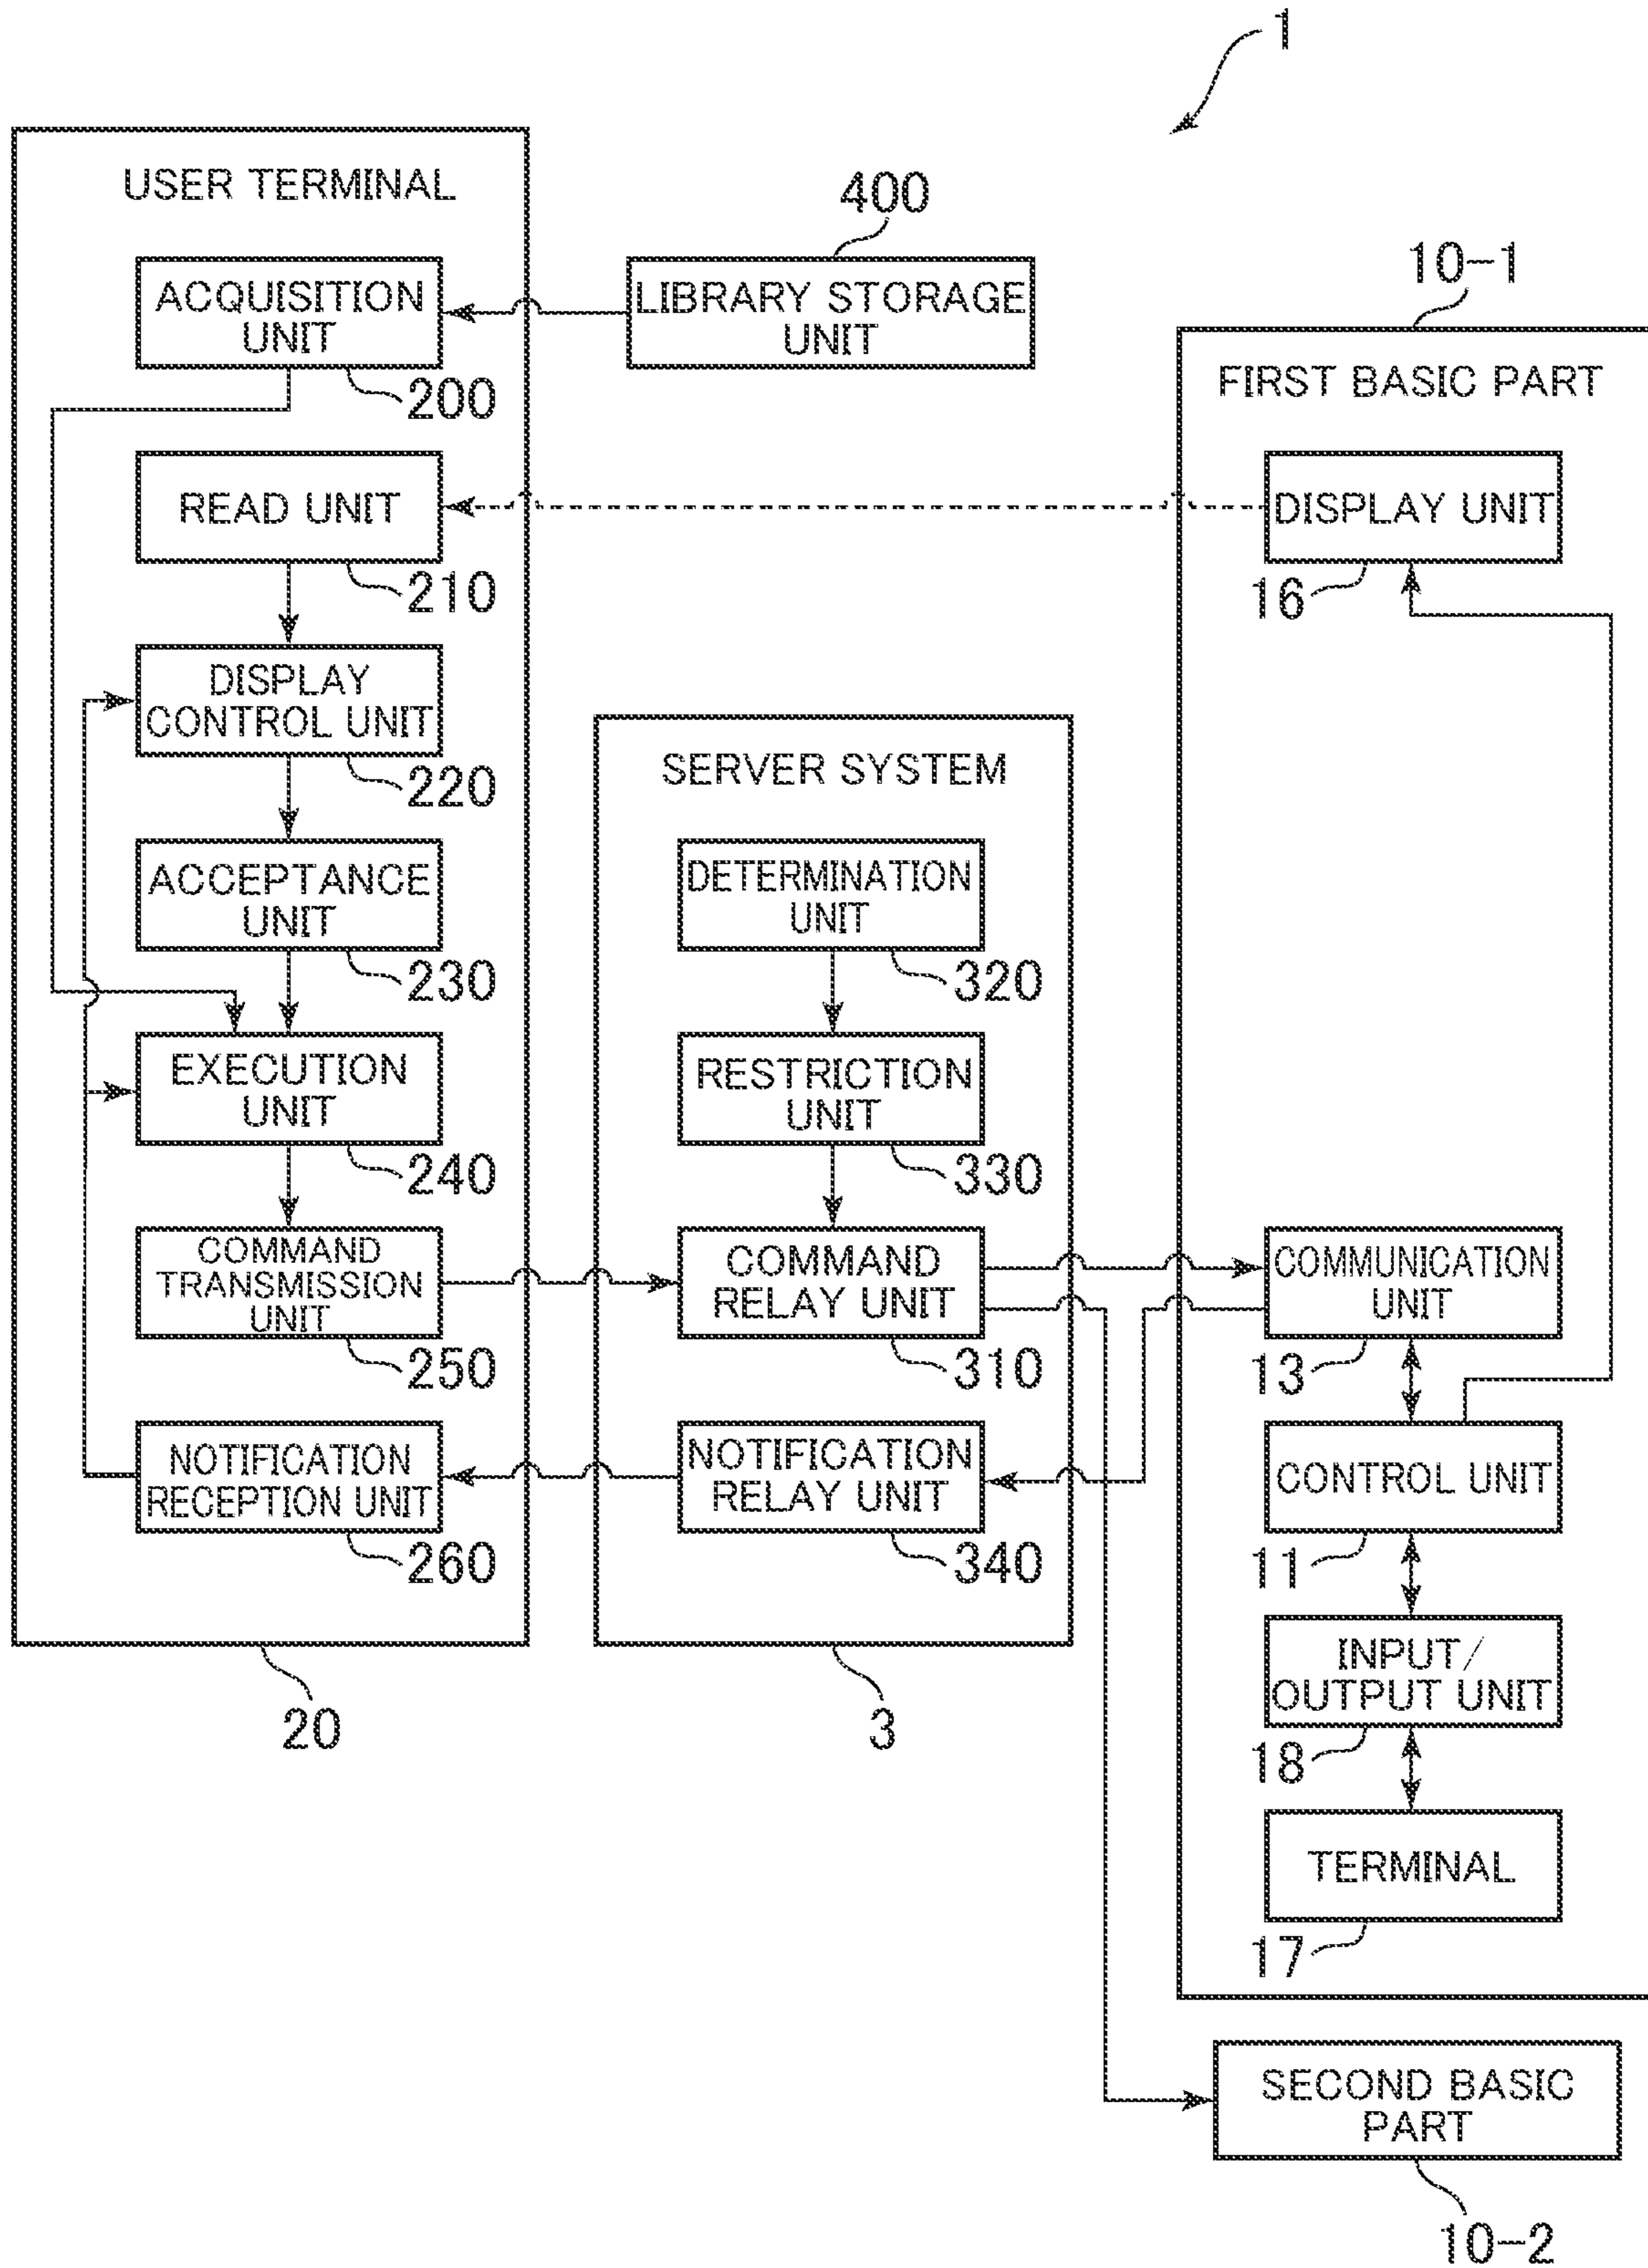 1
USER TERMINAL
ACQUISITION
UNIT
200
400
LIBRARY STORAGE
UNIT
10-1
FIRST BASIC PART
READ UNIT
210
DISPLAY UNIT
16
DISPLAY
CONTROL UNIT
220
ACCEPTANCE
UNIT
230
EXECUTION
UNIT
240
COMMAND
TRANSMISSION
UNIT
250
NOTIFICATION
RECEPTION UNIT
260
20
SERVER SYSTEM
DETERMINATION
UNIT
320
RESTRICTION
UNIT
330
COMMAND
RELAY UNIT
310
NOTIFICATION
RELAY UNIT
340
3
COMMUNICATION
UNIT
13
CONTROL UNIT
11
INPUT/
OUTPUT UNIT
18
TERMINAL
17
SECOND BASIC
PART
10-2